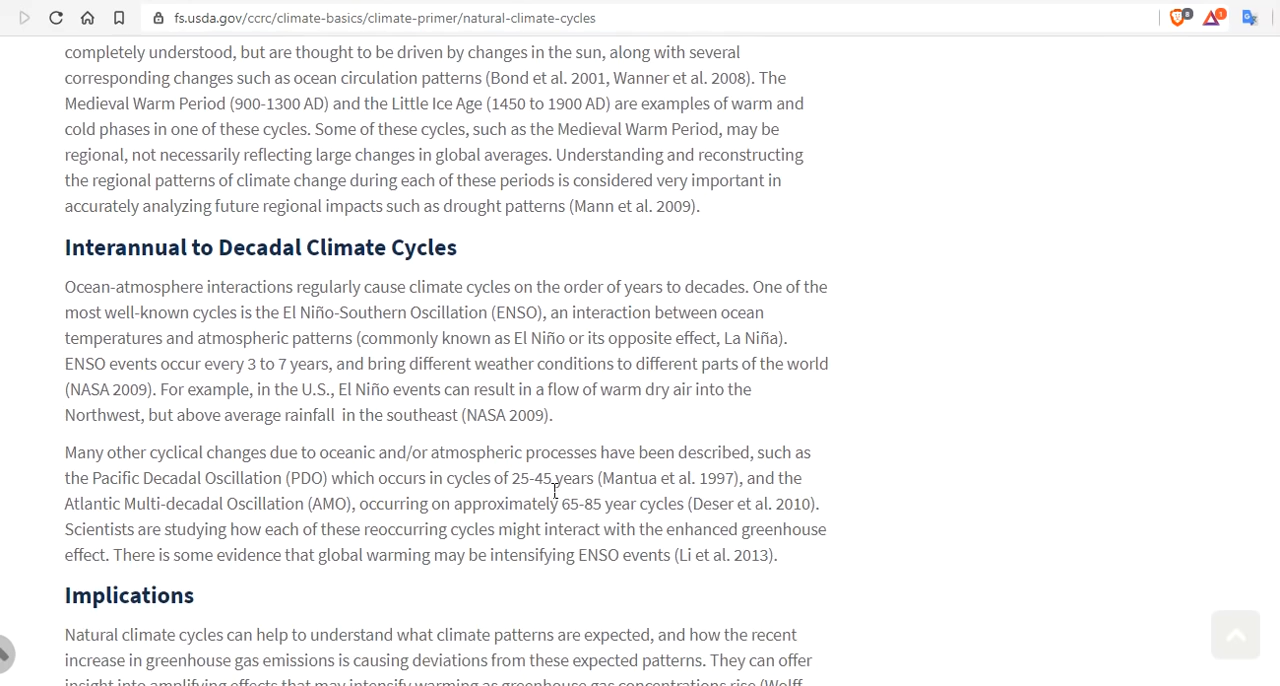 fs.usda.gov/ccrc/climate-basics/climate-primer/natural-climate-cycles
8
1
completely understood, but are thought to be driven by changes in the sun, along with several
corresponding changes such as ocean circulation patterns (Bond et al. 2001, Wanner et al. 2008). The
Medieval Warm Period (900-1300 AD) and the Little Ice Age (1450 to 1900 AD) are examples of warm and
cold phases in one of these cycles. Some of these cycles, such as the Medieval Warm Period, may be
regional, not necessarily reflecting large changes in global averages. Understanding and reconstructing
the regional patterns of climate change during each of these periods is considered very important in
accurately analyzing future regional impacts such as drought patterns (Mann et al. 2009).
Interannual to Decadal Climate Cycles
Ocean-atmosphere interactions regularly cause climate cycles on the order of years to decades. One of the
most well-known cycles is the El Niño-Southern Oscillation (ENSO), an interaction between ocean
temperatures and atmospheric patterns (commonly known as El Niño or its opposite effect, La Niña).
ENSO events occur every 3 to 7 years, and bring different weather conditions to different parts of the world
(NASA 2009). For example, in the U.S., El Niño events can result in a flow of warm dry air into the
Northwest, but above average rainfall in the southeast (NASA 2009).
Many other cyclical changes due to oceanic and/or atmospheric processes have been described, such as
the Pacific Decadal Oscillation (PDO) which occurs in cycles of 25-45 years (Mantua et al. 1997), and the
Atlantic Multi-decadal Oscillation (AMO), occurring on approximately 65-85 year cycles (Deser et al. 2010).
Scientists are studying how each of these reoccurring cycles might interact with the enhanced greenhouse
effect. There is some evidence that global warming may be intensifying ENSO events (Li et al. 2013).
Implications
Natural climate cycles can help to understand what climate patterns are expected, and how the recent
increase in greenhouse gas emissions is causing deviations from these expected patterns. They can offer
insight into amplifying effects that may intensify warming as greenhouse gas concentrations rise (Wolff